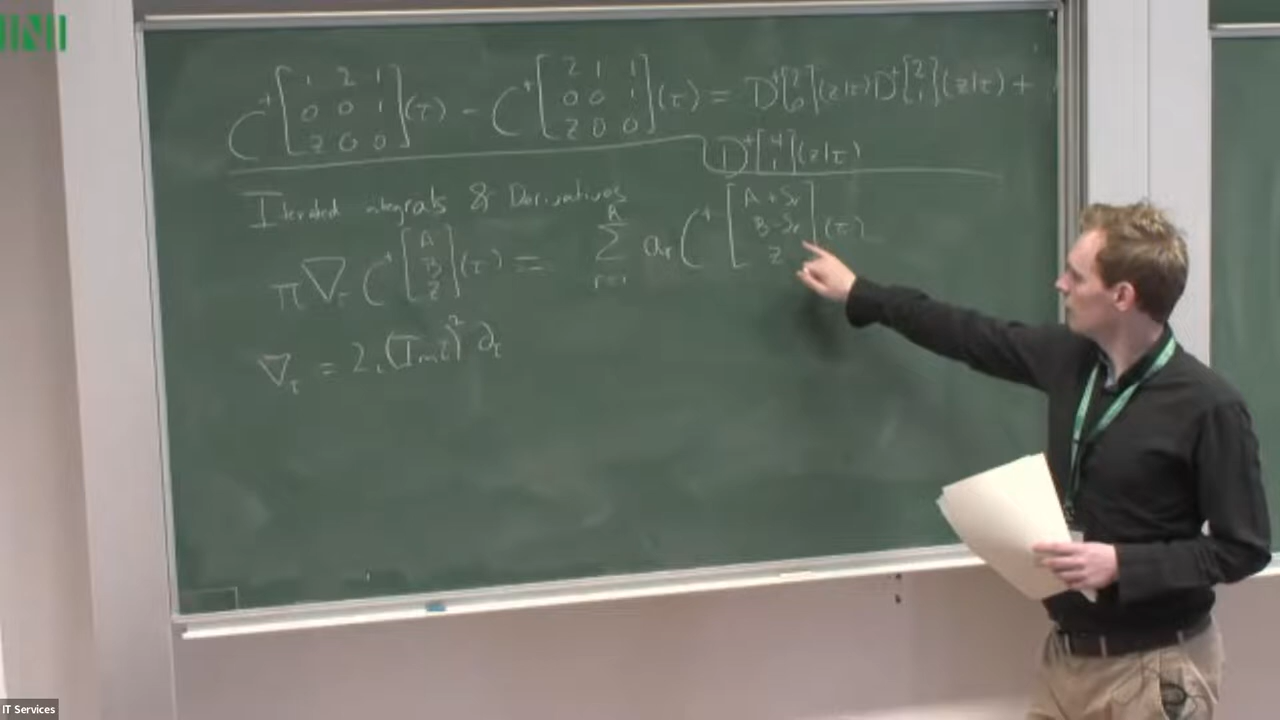 INI
C⁺[1 2 1; 0 0 1; z 0 0](τ) − C⁺[2 1 1; 0 0 1; z 0 0](τ) = D⁺[2; 0](z|τ) D⁺[2; 1](z|τ) +
D⁺[4; 1](z|τ)
Iterated integrals & Derivatives
π∇_τ C⁺[A; B; z](τ) = Σ_{r=1}^{R} a_r C⁺[A + S_r; B − S_r; z](τ)
∇_τ = 2i(Im τ)² ∂_τ
IT Services